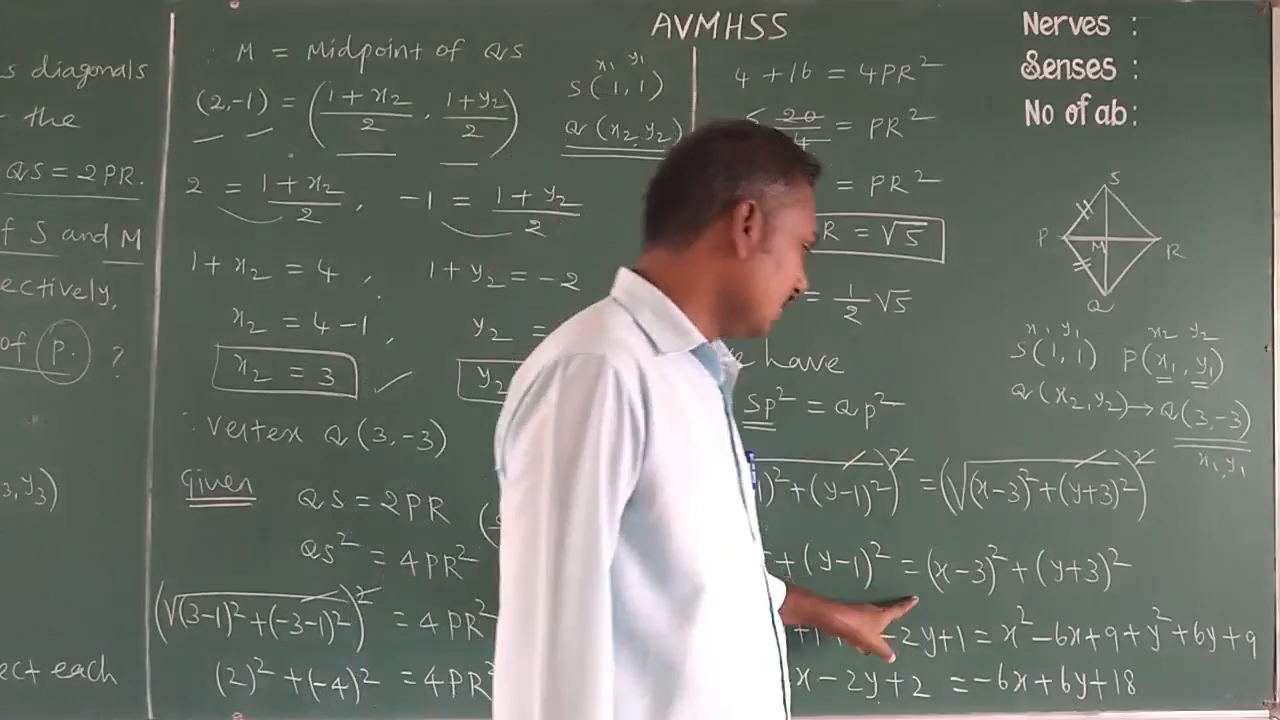 AVMHSS
Nerves :
Senses :
No of ab:
s diagonals
the
QS = 2PR.
f S and M
ectively,
of P. ?
3, y₃)
ect each
∴ M = Midpoint of QS
(2,-1) = ((1+x₂)/2, (1+y₂)/2)
x₁ y₁
S(1,1)
Q(x₂,y₂)
2 = (1+x₂)/2, -1 = (1+y₂)/2
1+x₂ = 4, 1+y₂ = -2
x₂ = 4-1, y₂ =
x₂ = 3 ✓ y₂
∴ Vertex Q(3,-3)
Given QS = 2PR
QS² = 4PR²
(√(3-1)²+(-3-1)²)² = 4PR²
(2)²+(-4)² = 4PR²
4+16 = 4PR²
20/4 = PR²
= PR²
R = √5
= 1/2 √5
have
SP² = QP²
1)²+(y-1)²)² = (√(x-3)²+(y+3)²)²
+(y-1)² = (x-3)²+(y+3)²
-2y+1 = x²-6x+9+y²+6y+9
x-2y+2 = -6x+6y+18
S
P M R
Q
x₁ y₁ x₂ y₂
S(1,1) P(x₁,y₁)
Q(x₂,y₂)→Q(3,-3)
x₁,y₁